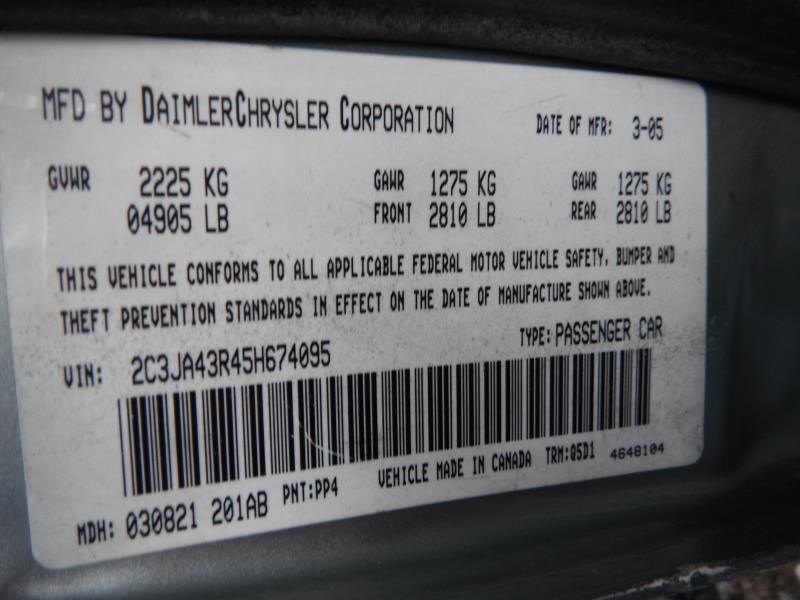 MFD BY DAIMLERCHRYSLER CORPORATION DATE OF MFR: 3-05
GVWR 2225 KG GAWR 1275 KG GAWR 1275 KG
04905 LB FRONT 2810 LB REAR 2810 LB
THIS VEHICLE CONFORMS TO ALL APPLICABLE FEDERAL MOTOR VEHICLE SAFETY, BUMPER AND
THEFT PREVENTION STANDARDS IN EFFECT ON THE DATE OF MANUFACTURE SHOWN ABOVE.
VIN: 2C3JA43R45H674095 TYPE: PASSENGER CAR
MDH: 030821 201AB PNT:PP4 VEHICLE MADE IN CANADA TRM:Q5D1 4648104